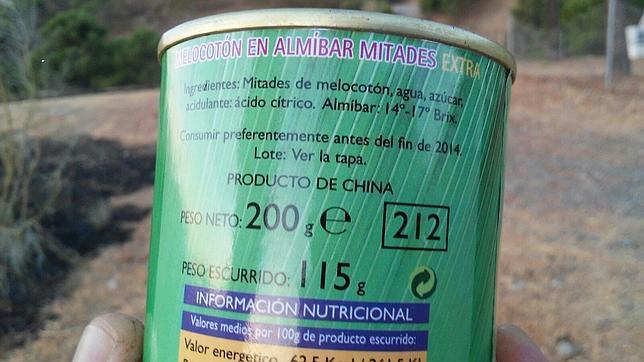 MELOCOTÓN EN ALMÍBAR MITADES EXTRA
Ingredientes: Mitades de melocotón, agua, azúcar,
acidulante: ácido cítrico. Almíbar: 14º-17º Brix.
Consumir preferentemente antes del fin de 2014.
Lote: Ver la tapa.
PRODUCTO DE CHINA
PESO NETO: 200 g ℮ 212
PESO ESCURRIDO: 115 g
INFORMACIÓN NUTRICIONAL
Valores medios por 100g de producto escurrido:
Valor energético